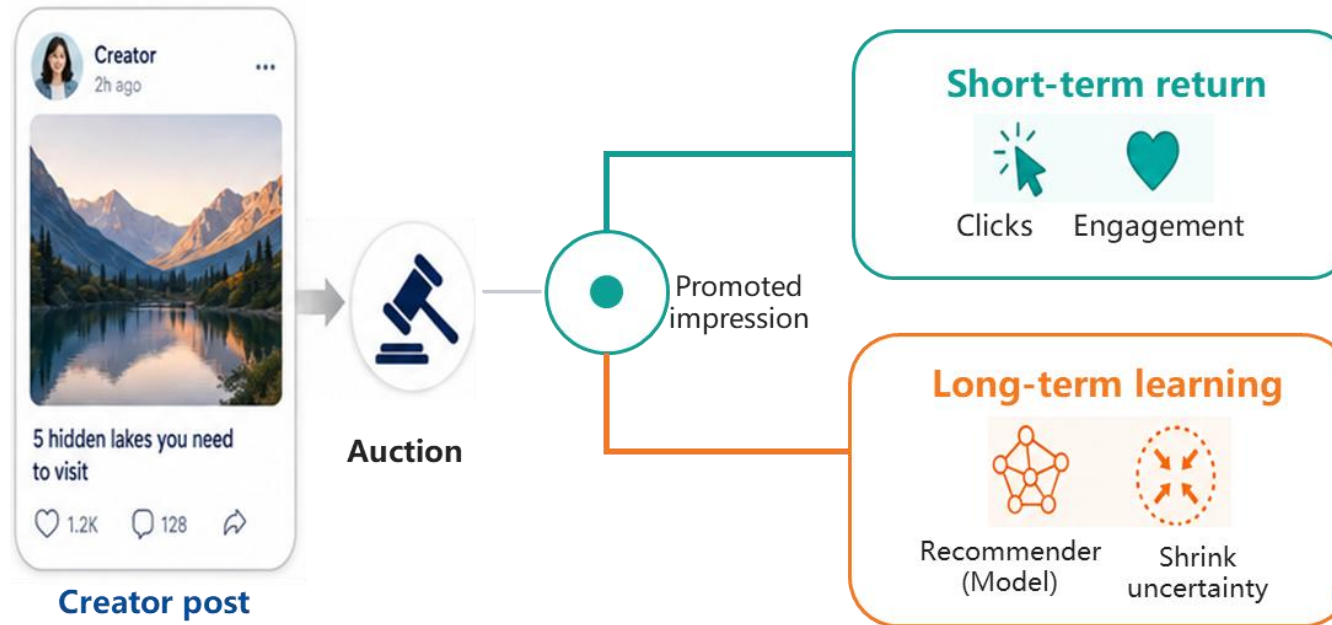 Creator
2h ago
5 hidden lakes you need
to visit
1.2K
128
Creator post
Auction
Promoted
impression
Short-term return
Clicks
Engagement
Long-term learning
Recommender
(Model)
Shrink
uncertainty